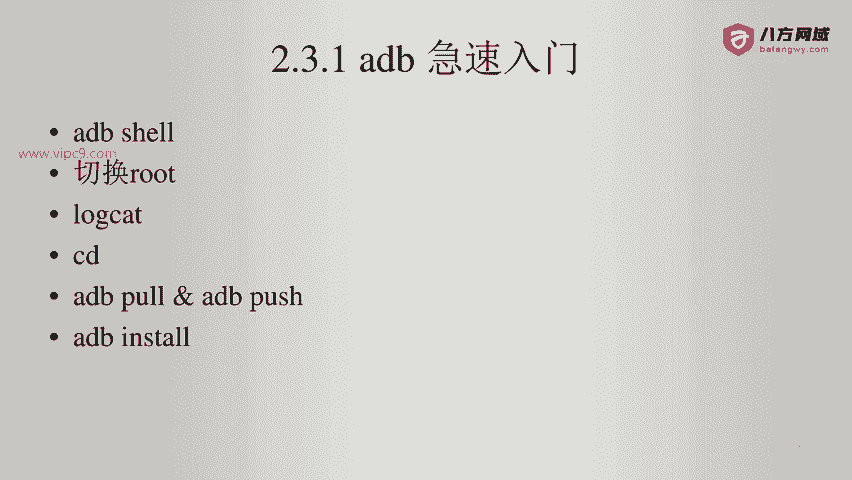 八方网域
bafangwy.com
2.3.1 adb 急速入门
• adb shell
www.vipc9.com
• 切换root
• logcat
• cd
• adb pull & adb push
• adb install